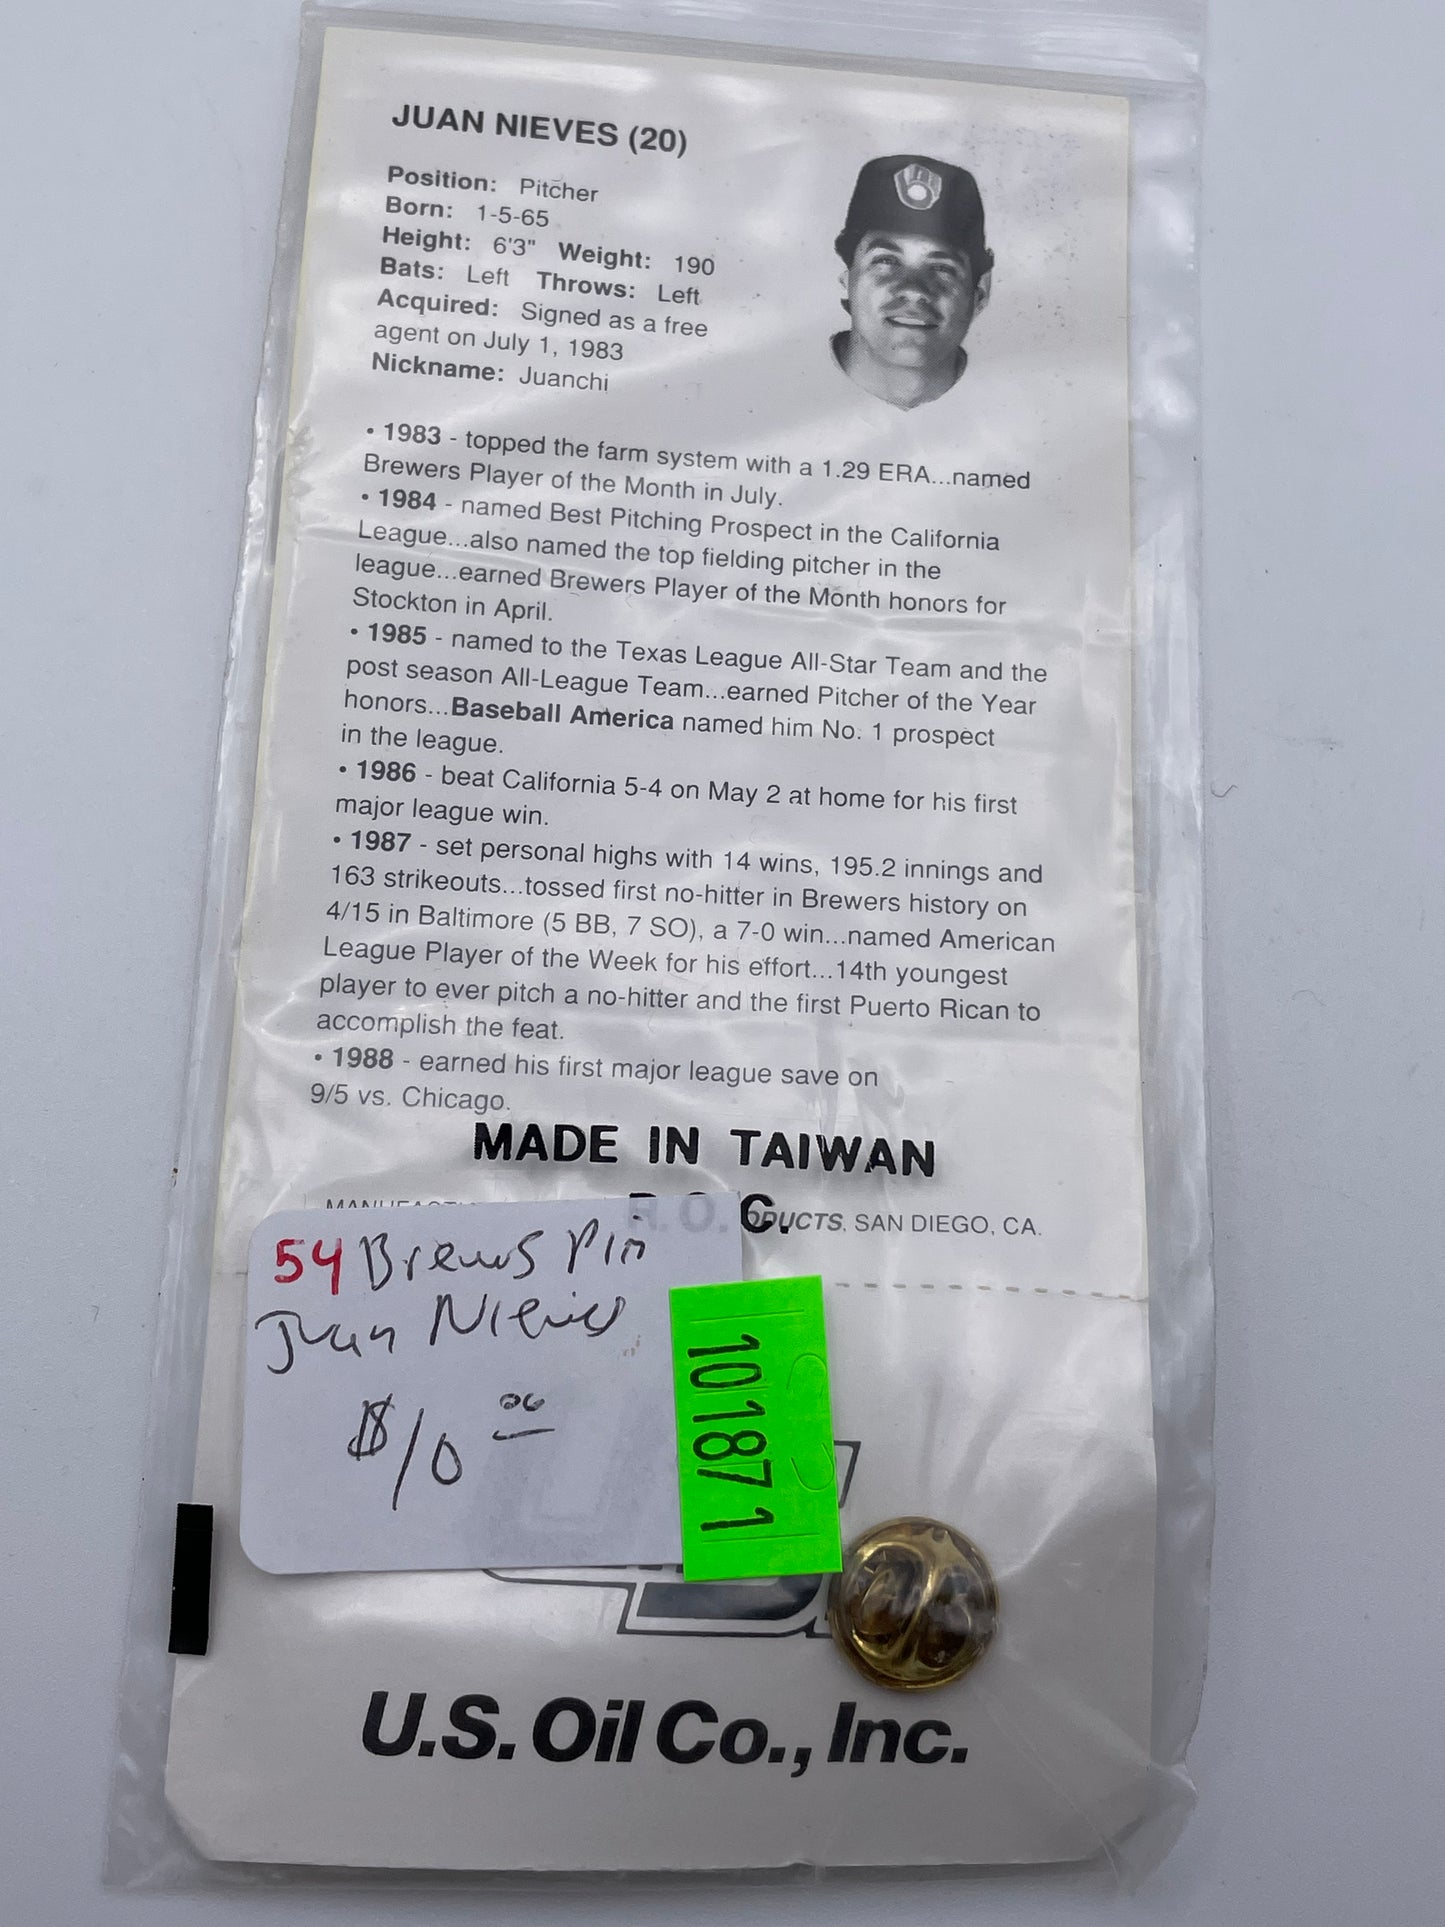 JUAN NIEVES (20)
Position: Pitcher
Born: 1-5-65
Height: 6'3" Weight: 190
Bats: Left Throws: Left
Acquired: Signed as a free
agent on July 1, 1983
Nickname: Juanchi
• 1983 - topped the farm system with a 1.29 ERA...named
Brewers Player of the Month in July.
• 1984 - named Best Pitching Prospect in the California
League...also named the top fielding pitcher in the
league...earned Brewers Player of the Month honors for
Stockton in April.
• 1985 - named to the Texas League All-Star Team and the
post season All-League Team...earned Pitcher of the Year
honors...Baseball America named him No. 1 prospect
in the league.
• 1986 - beat California 5-4 on May 2 at home for his first
major league win.
• 1987 - set personal highs with 14 wins, 195.2 innings and
163 strikeouts...tossed first no-hitter in Brewers history on
4/15 in Baltimore (5 BB, 7 SO), a 7-0 win...named American
League Player of the Week for his effort...14th youngest
player to ever pitch a no-hitter and the first Puerto Rican to
accomplish the feat.
• 1988 - earned his first major league save on
9/5 vs. Chicago.
MADE IN TAIWAN
R.O.C.
SAN DIEGO, CA.
54 Brews Pin
Juan Nieves
$10.00
10187 1
U.S. Oil Co., Inc.